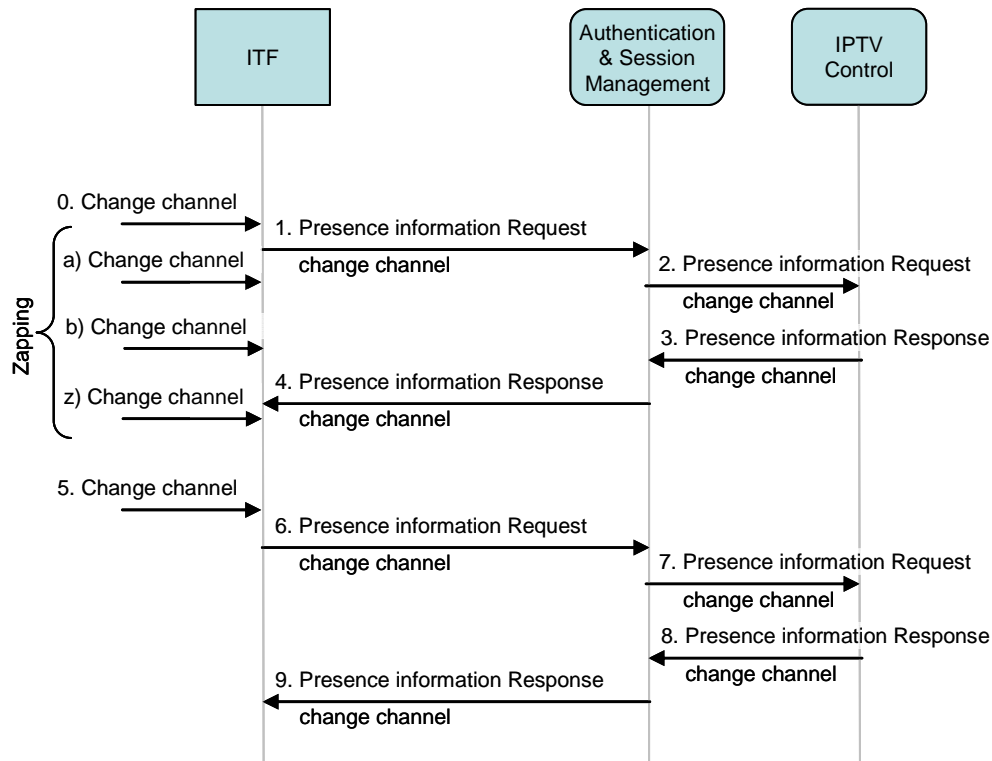 ITF
Authentication
& Session
Management
IPTV
Control
0. Change channel
1. Presence information Request
change channel
a) Change channel
2. Presence information Request
change channel
Zapping
b) Change channel
3. Presence information Response
change channel
z) Change channel
4. Presence information Response
change channel
5. Change channel
6. Presence information Request
change channel
7. Presence information Request
change channel
8. Presence information Response
change channel
9. Presence information Response
change channel